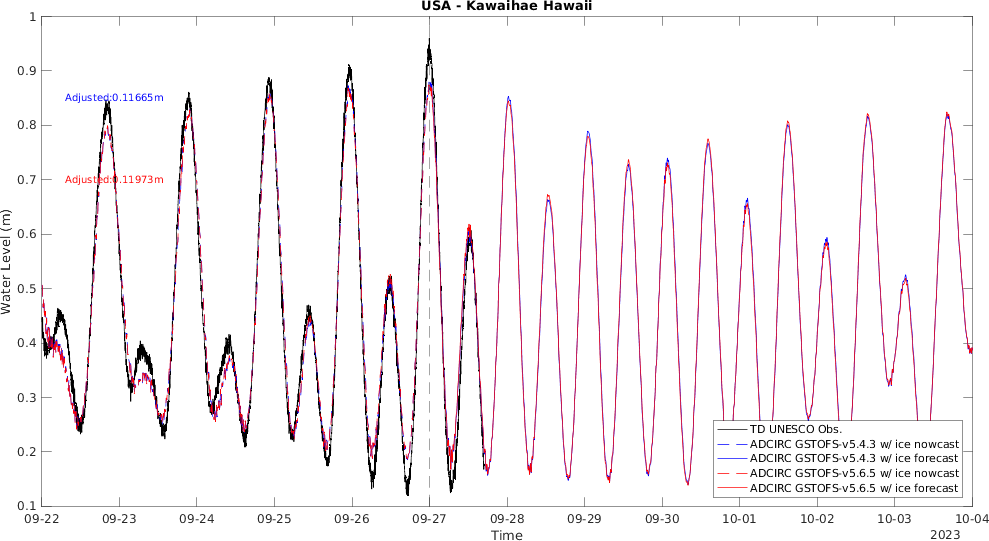 USA - Kawaihae Hawaii
1
0.9
0.8
0.7
0.6
0.5
0.4
0.3
0.2
0.1
Water Level (m)
Adjusted:0.11665m
Adjusted:0.11973m
TD UNESCO Obs.
ADCIRC GSTOFS-v5.4.3 w/ ice nowcast
ADCIRC GSTOFS-v5.4.3 w/ ice forecast
ADCIRC GSTOFS-v5.6.5 w/ ice nowcast
ADCIRC GSTOFS-v5.6.5 w/ ice forecast
09-22 09-23 09-24 09-25 09-26 09-27 09-28 09-29 09-30 10-01 10-02 10-03 10-04
Time
2023